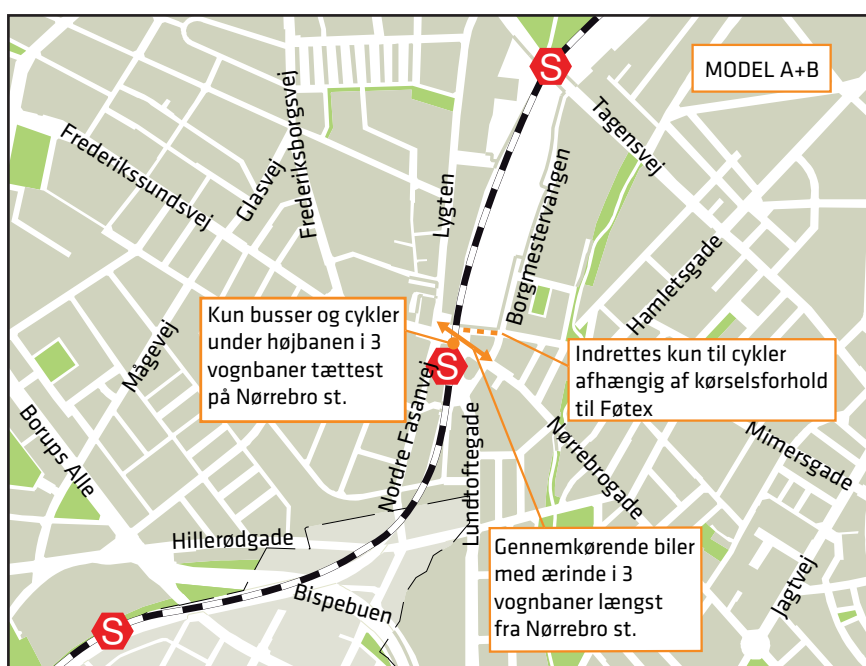 S
MODEL A+B
Tagensvej
Frederikssundsvej
Glasvej
Frederiksborgsvej
Lygten
Borgmestervangen
Hamletsgade
Mågevej
Kun busser og cykler
under højbanen i 3
vognbaner tættest
på Nørrebro st.
S
Indrettes kun til cykler
afhængig af kørselsforhold
til Føtex
Borups Alle
Nordre Fasanvej
Lundtoftegade
Nørrebrogade
Mimersgade
Hillerødgade
Bispebuen
Gennemkørende biler
med ærinde i 3
vognbaner længst
fra Nørrebro st.
Jagtvej
S